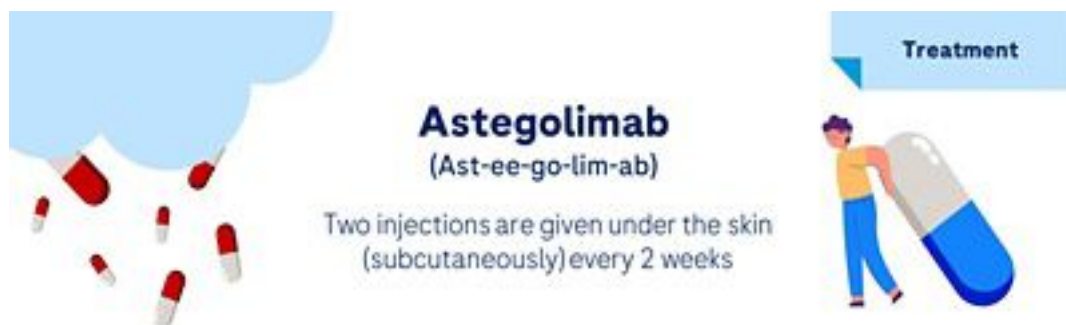 Treatment
Astegolimab
(Ast-ee-go-lim-ab)
Two injections are given under the skin
(subcutaneously) every 2 weeks